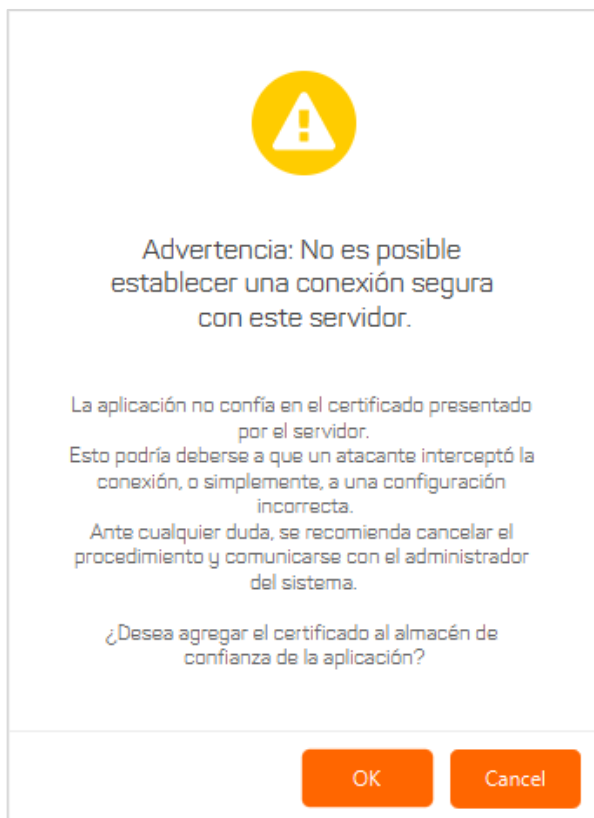 Advertencia: No es posible
establecer una conexión segura
con este servidor.
La aplicación no confía en el certificado presentado
por el servidor.
Esto podría deberse a que un atacante interceptó la
conexión, o simplemente, a una configuración
incorrecta.
Ante cualquier duda, se recomienda cancelar el
procedimiento y comunicarse con el administrador
del sistema.
¿Desea agregar el certificado al almacén de
confianza de la aplicación?
OK
Cancel